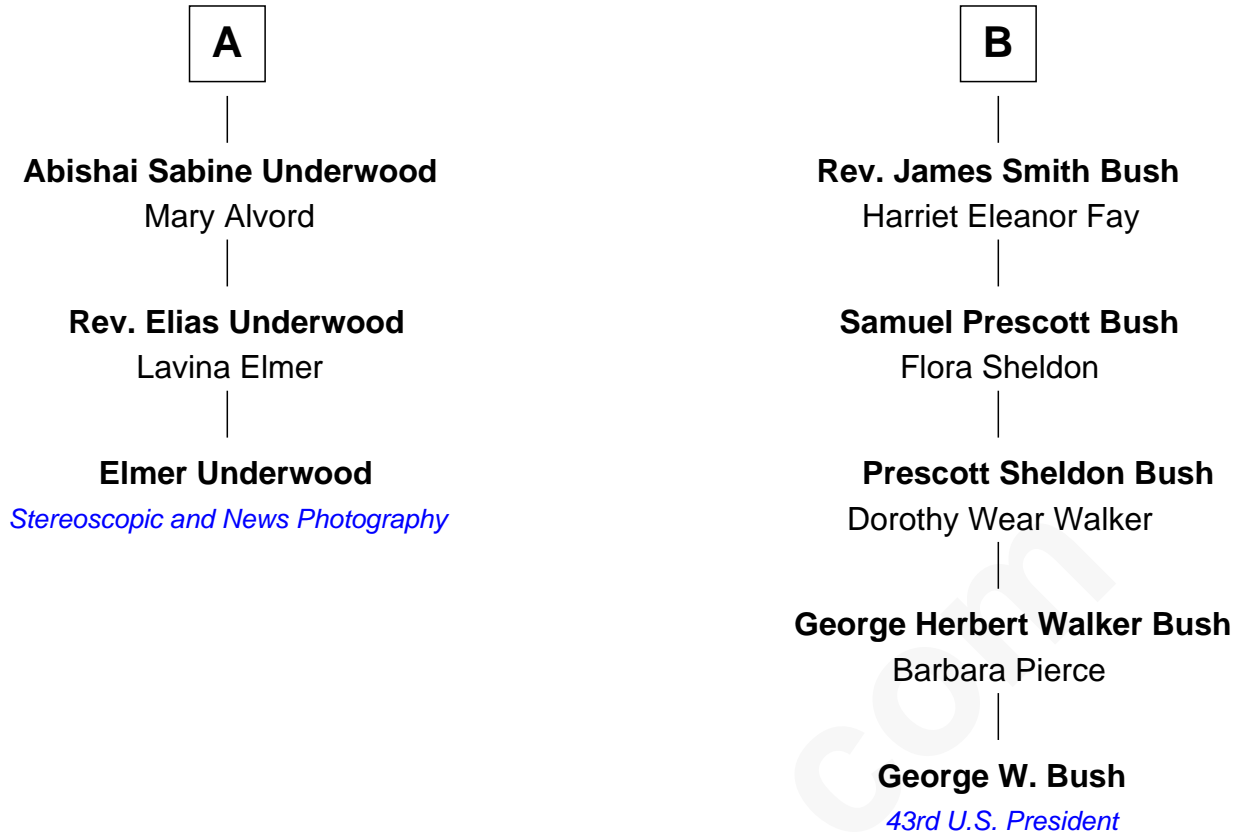 A
Abishai Sabine Underwood
Mary Alvord
Rev. Elias Underwood
Lavina Elmer
Elmer Underwood
Stereoscopic and News Photography
B
Rev. James Smith Bush
Harriet Eleanor Fay
Samuel Prescott Bush
Flora Sheldon
Prescott Sheldon Bush
Dorothy Wear Walker
George Herbert Walker Bush
Barbara Pierce
George W. Bush
43rd U.S. President
com